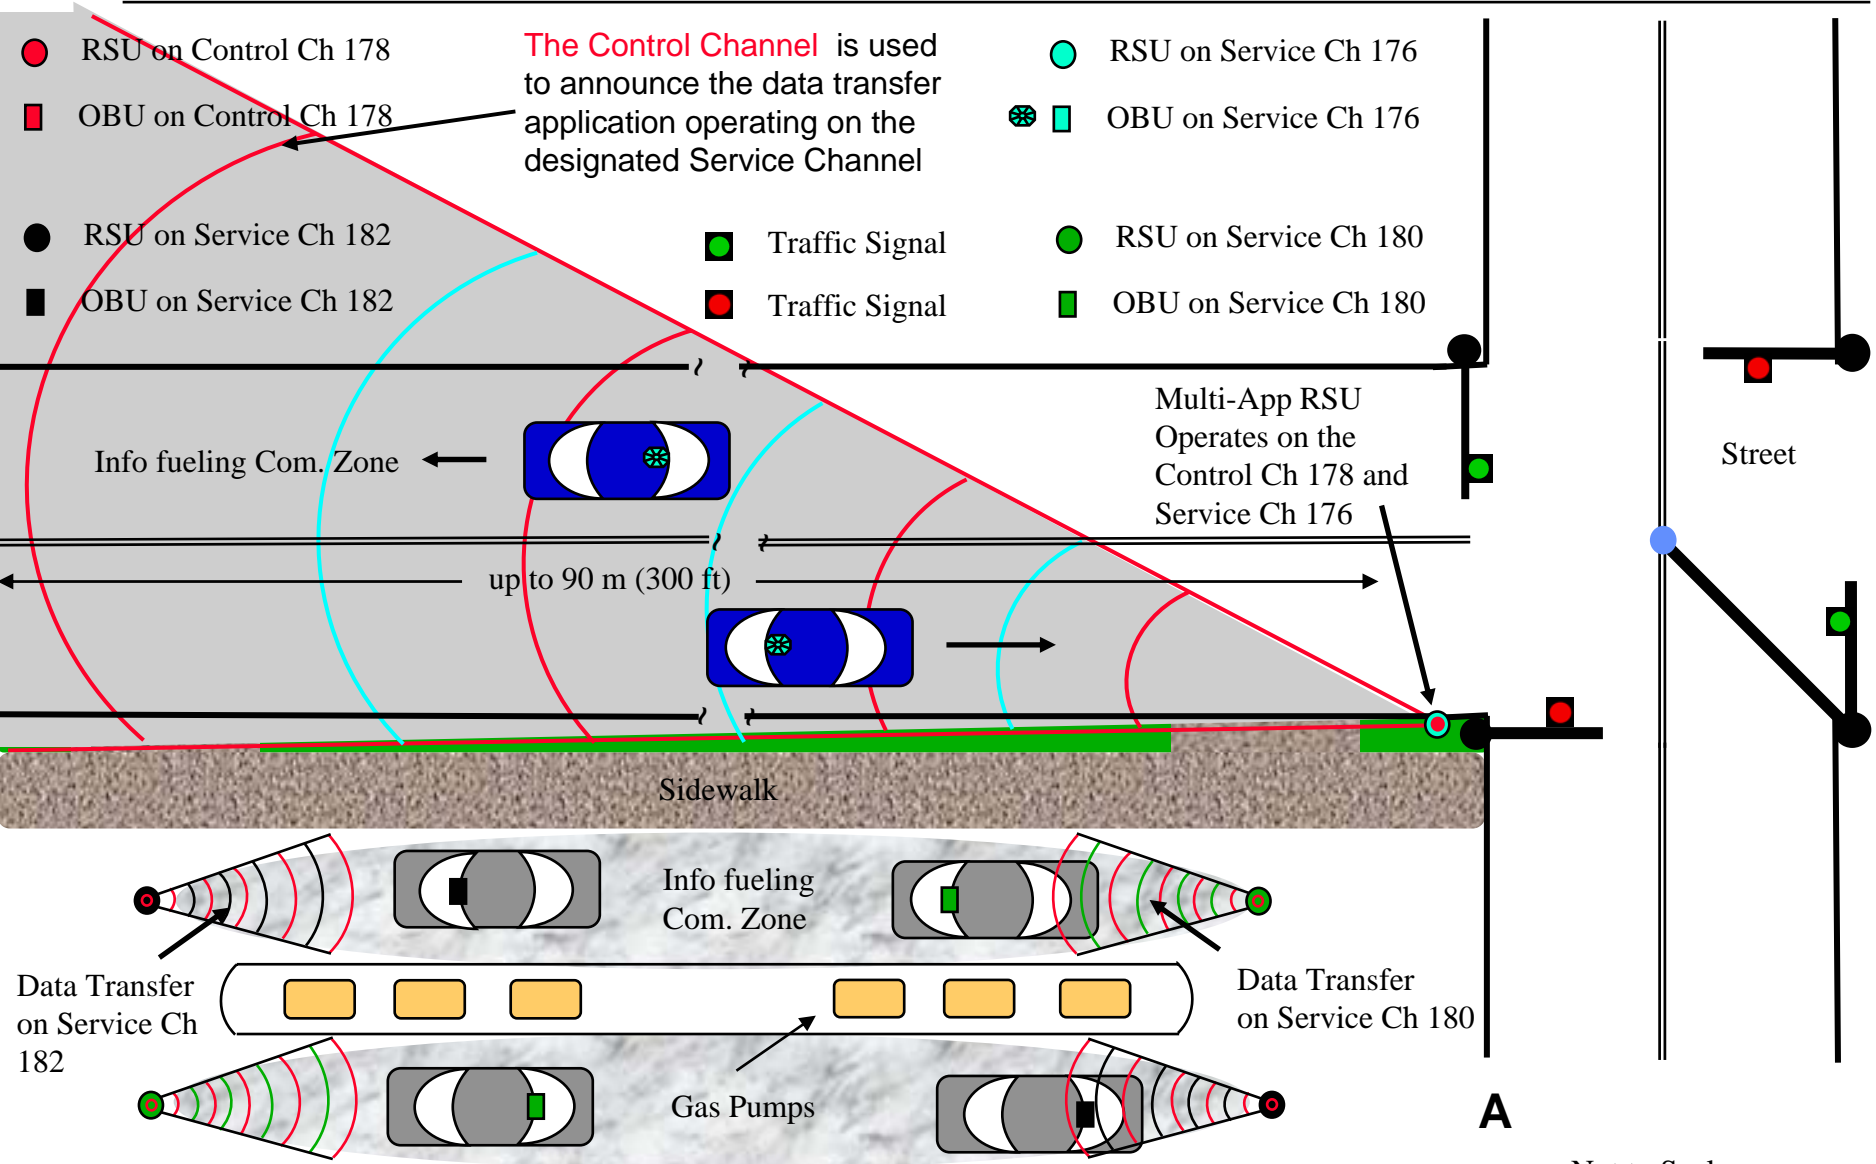 RSU on Control Ch 178
OBU on Control Ch 178
The Control Channel is used
to announce the data transfer
application operating on the
designated Service Channel
RSU on Service Ch 176
OBU on Service Ch 176
RSU on Service Ch 182
OBU on Service Ch 182
Traffic Signal
Traffic Signal
RSU on Service Ch 180
OBU on Service Ch 180
Multi-App RSU
Operates on the
Control Ch 178 and
Service Ch 176
Street
Info fueling Com. Zone
up to 90 m (300 ft)
Sidewalk
Info fueling
Com. Zone
Data Transfer
on Service Ch
182
Data Transfer
on Service Ch 180
Gas Pumps
A